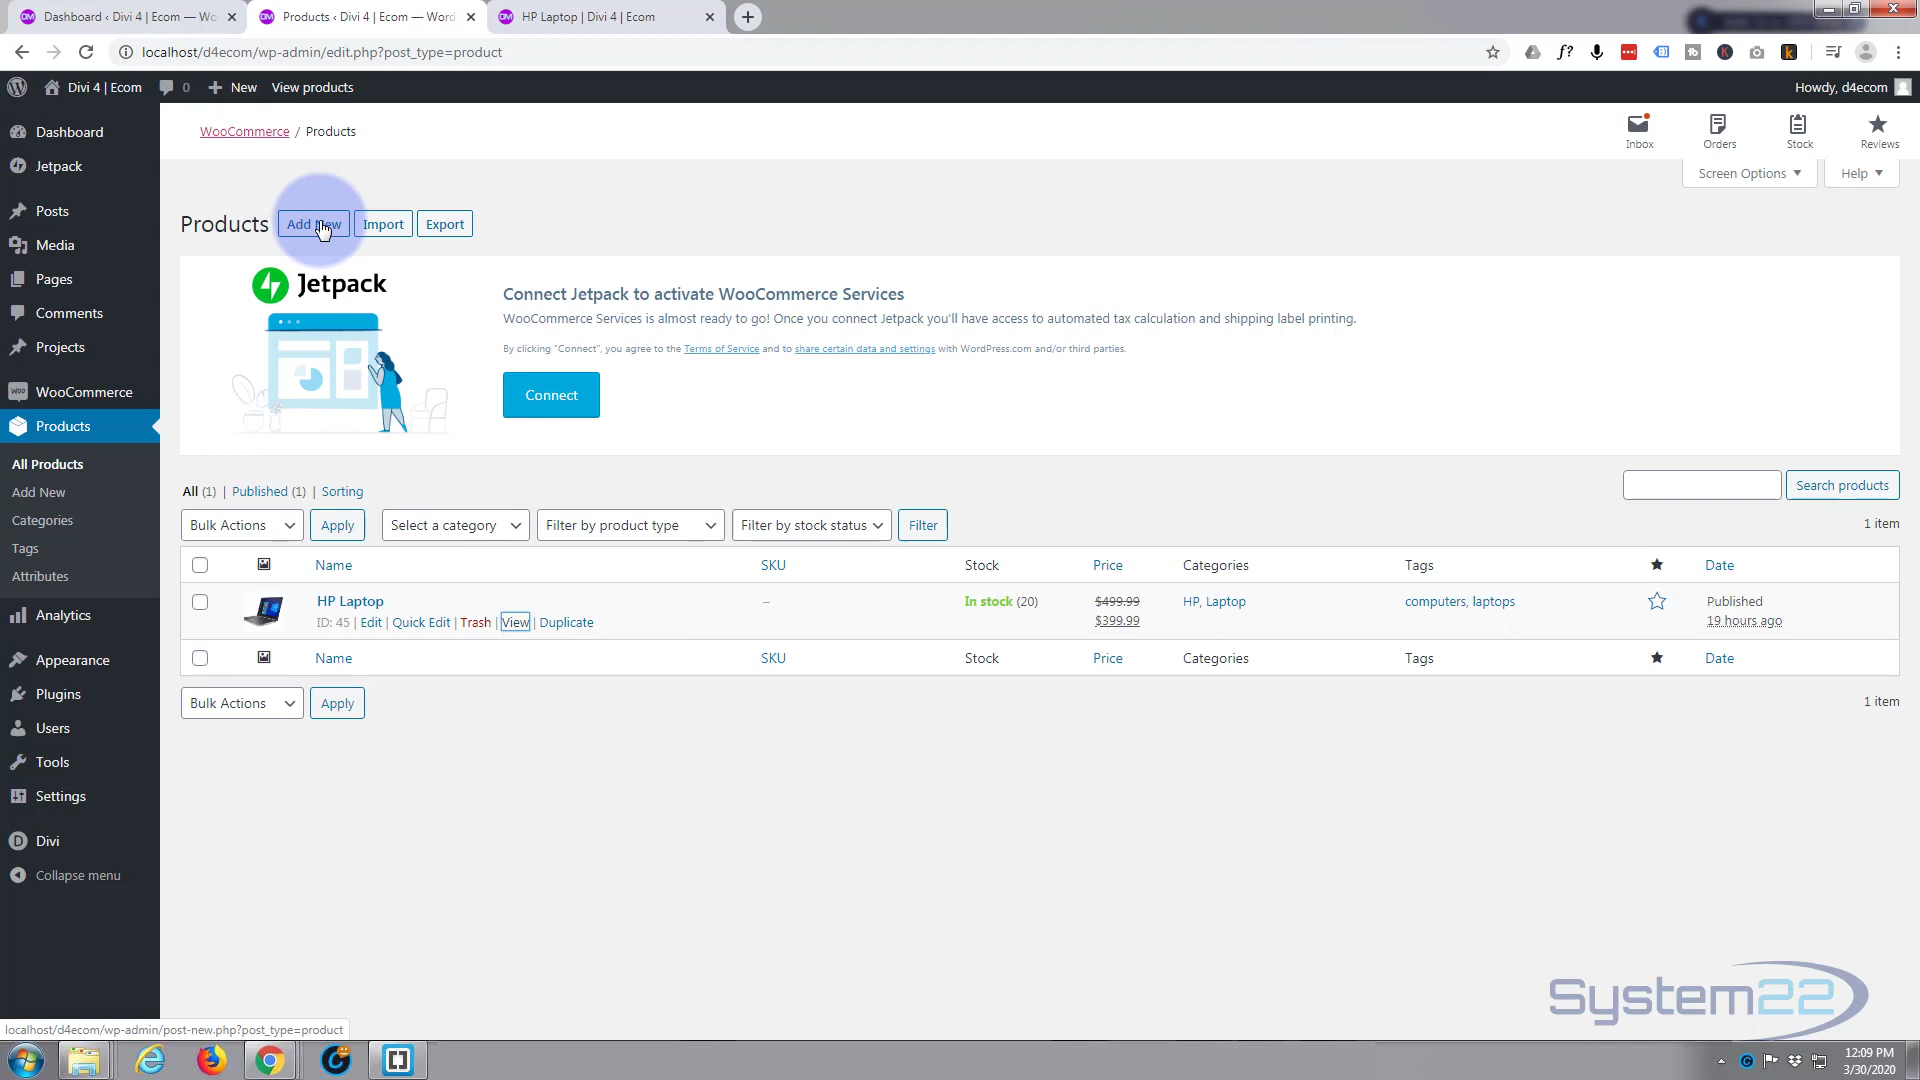 Dashboard ‹ Divi 4 | Ecom — Wo
Products ‹ Divi 4 | Ecom — Word
HP Laptop | Divi 4 | Ecom
localhost/d4ecom/wp-admin/edit.php?post_type=product
Divi 4 | Ecom
0
New
View products
Howdy, d4ecom
Dashboard
Jetpack
Posts
Media
Pages
Comments
Projects
WooCommerce
Products
All Products
Add New
Categories
Tags
Attributes
Analytics
Appearance
Plugins
Users
Tools
Settings
Divi
Collapse menu
WooCommerce / Products
Inbox
Orders
Stock
Reviews
Screen Options
Help
Products
Add New
Import
Export
Jetpack
Connect Jetpack to activate WooCommerce Services
WooCommerce Services is almost ready to go! Once you connect Jetpack you'll have access to automated tax calculation and shipping label printing.
By clicking "Connect", you agree to the Terms of Service and to share certain data and settings with WordPress.com and/or third parties.
Connect
All (1) | Published (1) | Sorting
Search products
Bulk Actions
Apply
Select a category
Filter by product type
Filter by stock status
Filter
1 item
Name SKU Stock Price Categories Tags Date
HP Laptop – In stock (20) $499.99 HP, Laptop computers, laptops Published
ID: 45 | Edit | Quick Edit | Trash | View | Duplicate $399.99 19 hours ago
Name SKU Stock Price Categories Tags Date
Bulk Actions
Apply
1 item
System22
localhost/d4ecom/wp-admin/post-new.php?post_type=product
12:09 PM
3/30/2020